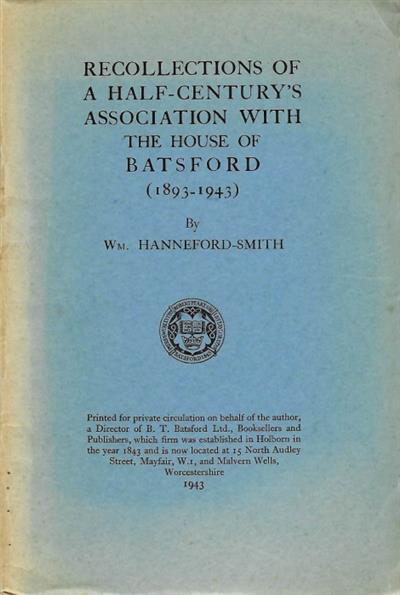 RECOLLECTIONS OF
A HALF-CENTURY'S
ASSOCIATION WITH
THE HOUSE OF
BATSFORD
(1893-1943)
By
WM. HANNEFORD-SMITH
Printed for private circulation on behalf of the author,
a Director of B. T. Batsford Ltd., Booksellers and
Publishers, which firm was established in Holborn in
the year 1843 and is now located at 15 North Audley
Street, Mayfair, W.1, and Malvern Wells,
Worcestershire
1943